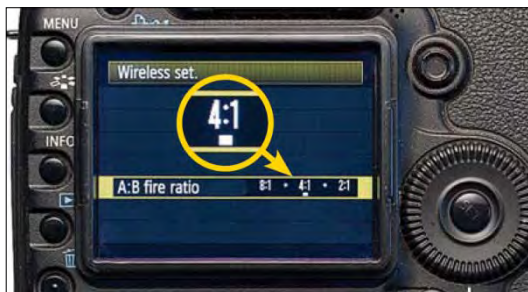 MENU
Wireless set.
4:1
INFO
A:B fire ratio 8:1 • 4:1 • 2:1